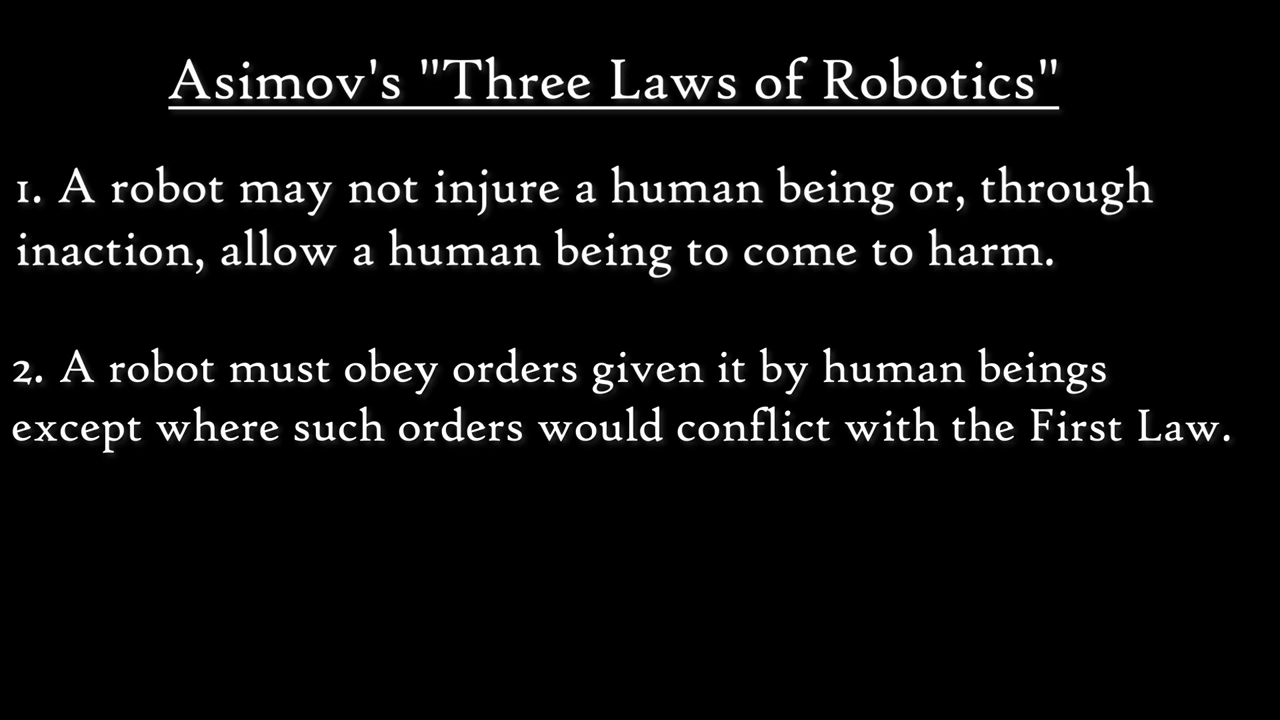 Asimov's "Three Laws of Robotics"
1. A robot may not injure a human being or, through
inaction, allow a human being to come to harm.
2. A robot must obey orders given it by human beings
except where such orders would conflict with the First Law.